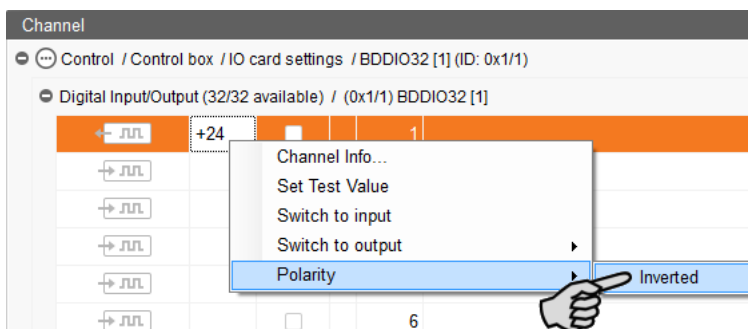 Channel
Control / Control box / IO card settings / BDDIO32 [1] (ID: 0x1/1)
Digital Input/Output (32/32 available) / (0x1/1) BDDIO32 [1]
+24 1
Channel Info...
Set Test Value
Switch to input
Switch to output
Polarity
Inverted
6